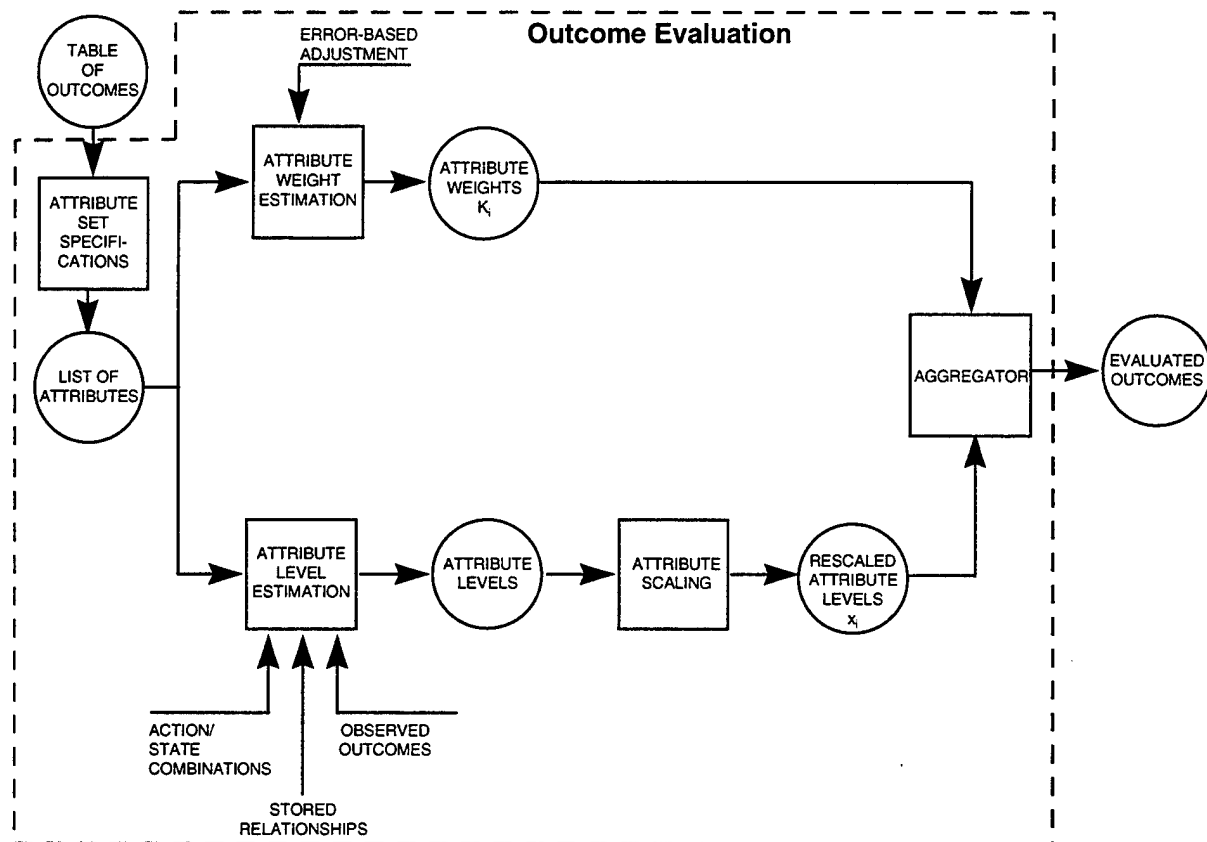 Outcome Evaluation
TABLE
OF
OUTCOMES
ERROR-BASED
ADJUSTMENT
ATTRIBUTE
SET
SPECIFI-
CATIONS
ATTRIBUTE
WEIGHT
ESTIMATION
ATTRIBUTE
WEIGHTS
Ki
LIST OF
ATTRIBUTES
AGGREGATOR
EVALUATED
OUTCOMES
ATTRIBUTE
LEVEL
ESTIMATION
ATTRIBUTE
LEVELS
ATTRIBUTE
SCALING
RESCALED
ATTRIBUTE
LEVELS
xi
ACTION/
STATE
COMBINATIONS
STORED
RELATIONSHIPS
OBSERVED
OUTCOMES